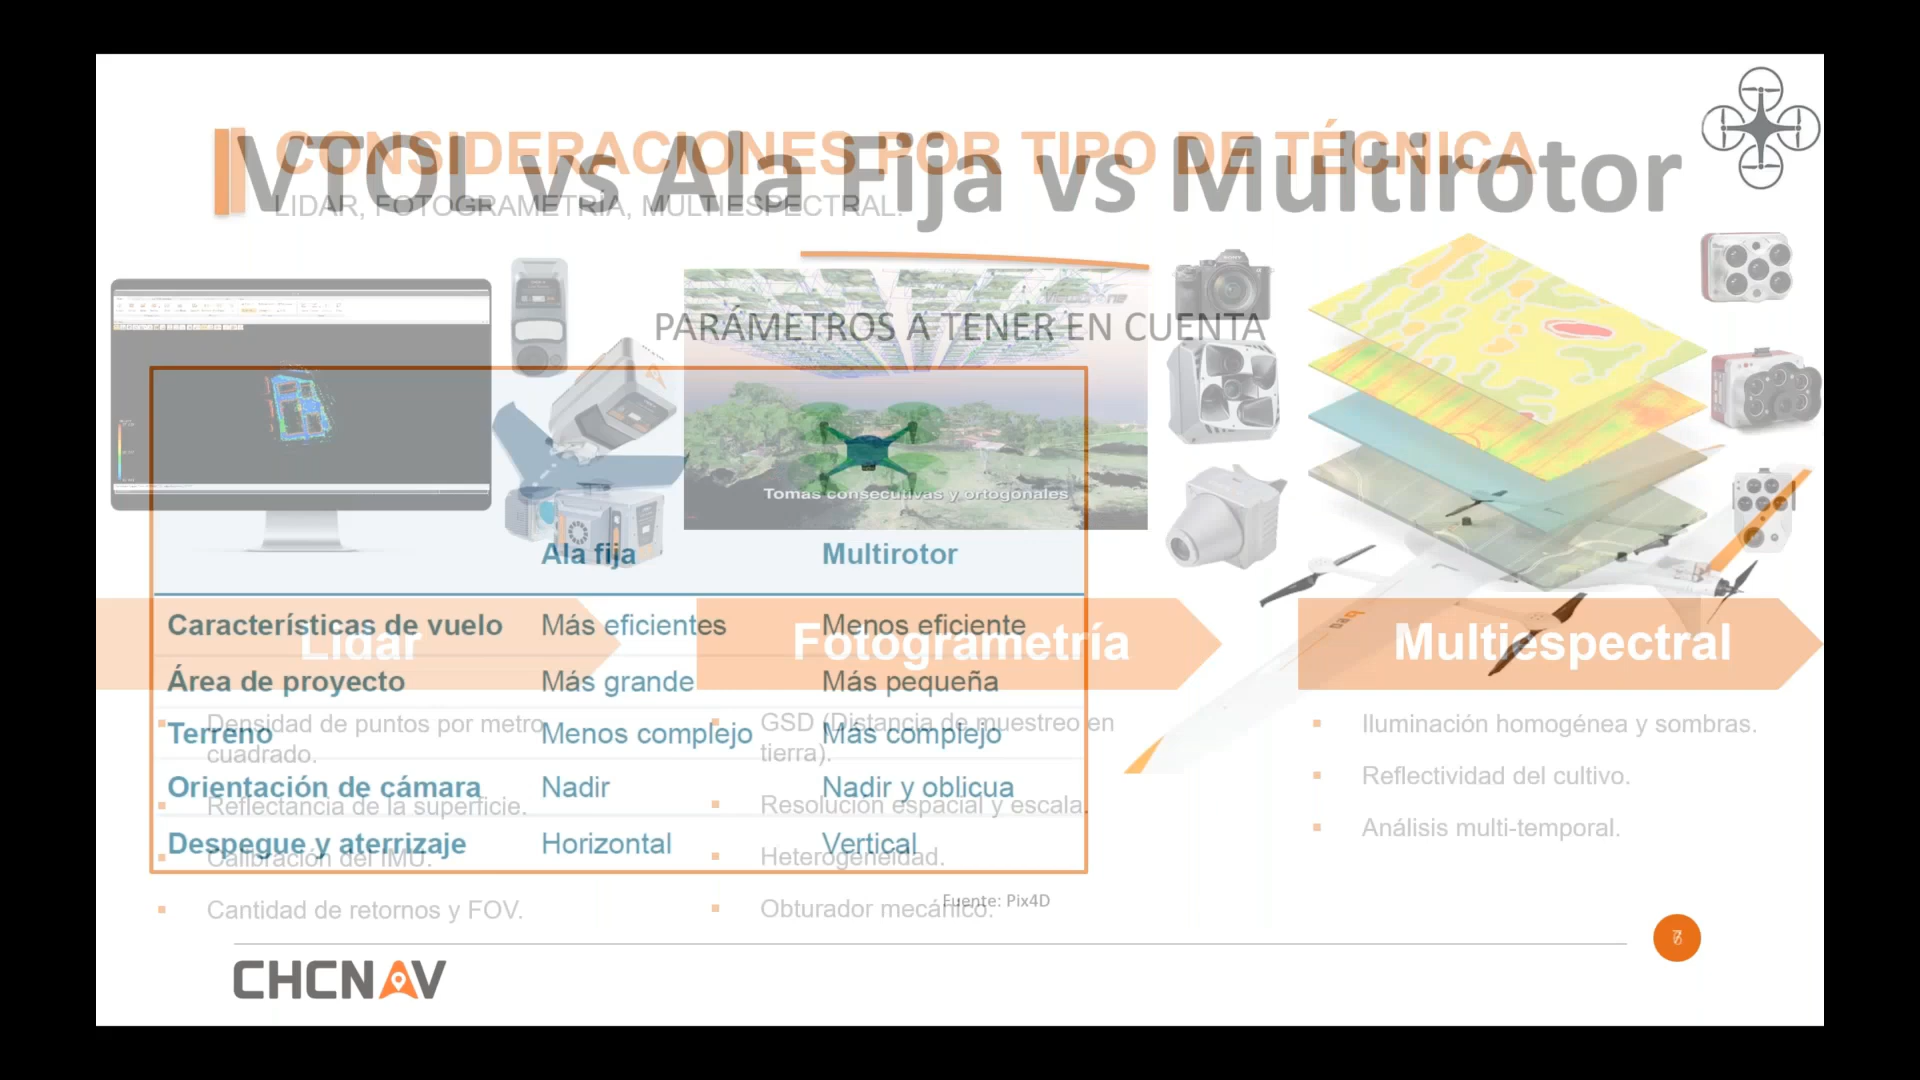 CONSIDERACIONES POR TIPO DE TÉCNICA
VTOL vs Ala Fija vs Multirotor
LIDAR, FOTOGRAMETRÍA, MULTIESPECTRAL.
PARÁMETROS A TENER EN CUENTA
SONY
Tomas consecutivas y ortogonales
Ala fija Multirotor
Características de vuelo Más eficientes Menos eficiente
Área de proyecto Más grande Más pequeña
Terreno Menos complejo Más complejo
Orientación de cámara Nadir Nadir y oblicua
Despegue y aterrizaje Horizontal Vertical
Fuente: Pix4D
Lidar
Densidad de puntos por metro
cuadrado.
Reflectancia de la superficie.
Calibración del IMU.
Cantidad de retornos y FOV.
Fotogrametría
GSD (Distancia de muestreo en
tierra).
Resolución espacial y escala.
Heterogeneidad.
Obturador mecánico.
Multiespectral
Iluminación homogénea y sombras.
Reflectividad del cultivo.
Análisis multi-temporal.
CHCNAV